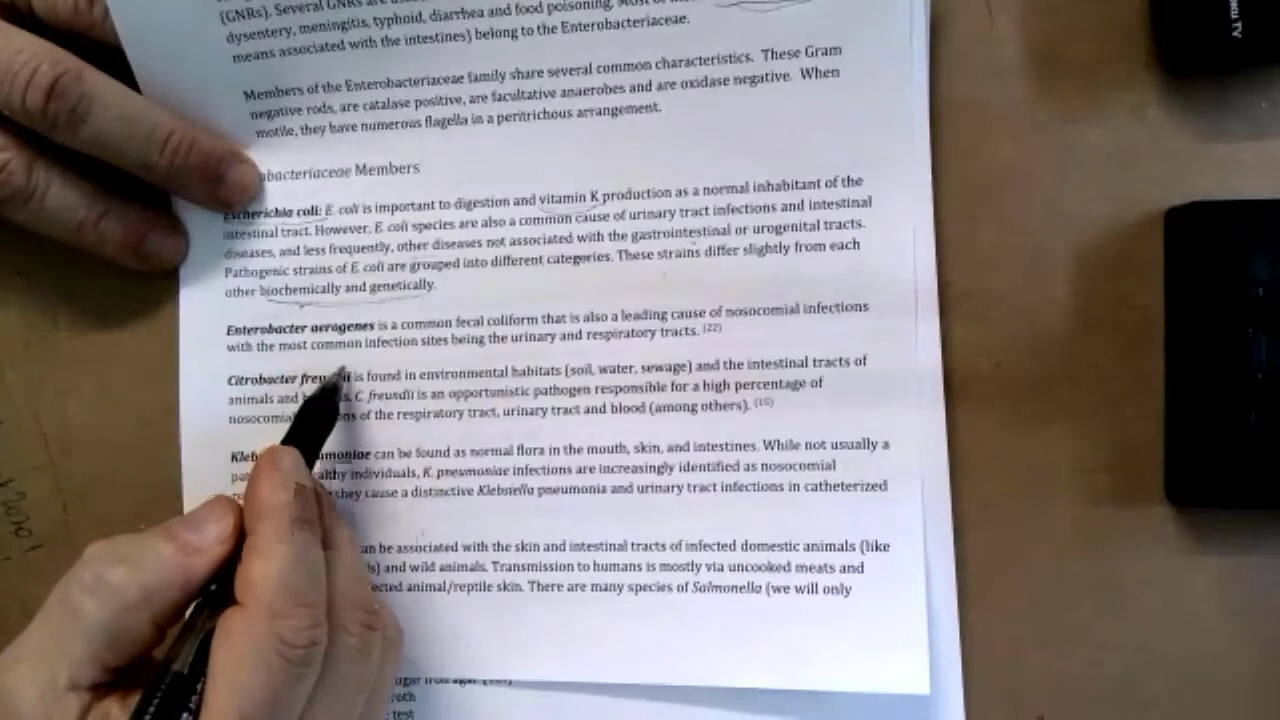 (GNRs). Several GNRs are
dysentery, meningitis, typhoid, diarrhea and food poisoning.
means associated with the intestines) belong to the Enterobacteriaceae.
Members of the Enterobacteriaceae family share several common characteristics. These Gram
negative rods, are catalase positive, are facultative anaerobes and are oxidase negative. When
motile, they have numerous flagella in a peritrichous arrangement.
obacteriaceae Members
Escherichia coli: E. coli is important to digestion and vitamin K production as a normal inhabitant of the
intestinal tract. However, E. coli species are also a common cause of urinary tract infections and intestinal
diseases, and less frequently, other diseases not associated with the gastrointestinal or urogenital tracts.
Pathogenic strains of E. coli are grouped into different categories. These strains differ slightly from each
other biochemically and genetically.
Enterobacter aerogenes is a common fecal coliform that is also a leading cause of nosocomial infections
with the most common infection sites being the urinary and respiratory tracts. (22)
Citrobacter freundii is found in environmental habitats (soil, water, sewage) and the intestinal tracts of
animals and C. freundii is an opportunistic pathogen responsible for a high percentage of
nosocomial ns of the respiratory tract, urinary tract and blood (among others). (15)
Kleb umoniae can be found as normal flora in the mouth, skin, and intestines. While not usually a
althy individuals, K. pneumoniae infections are increasingly identified as nosocomial
they cause a distinctive Klebsiella pneumonia and urinary tract infections in catheterized
an be associated with the skin and intestinal tracts of infected domestic animals (like
ls) and wild animals. Transmission to humans is mostly via uncooked meats and
ected animal/reptile skin. There are many species of Salmonella (we will only
roth
test